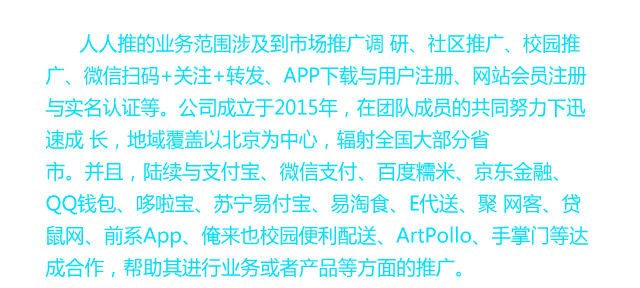 人人推的业务范围涉及到市场推广调 研、社区推广、校园推
广、微信扫码+关注+转发、APP下载与用户注册、网站会员注册
与实名认证等。公司成立于2015年，在团队成员的共同努力下迅
速成 长，地域覆盖以北京为中心，辐射全国大部分省
市。并且，陆续与支付宝、微信支付、百度糯米、京东金融、
QQ钱包、哆啦宝、苏宁易付宝、易淘食、E代送、聚 网客、贷
鼠网、前系App、俺来也校园便利配送、ArtPollo、手掌门等达
成合作，帮助其进行业务或者产品等方面的推广。